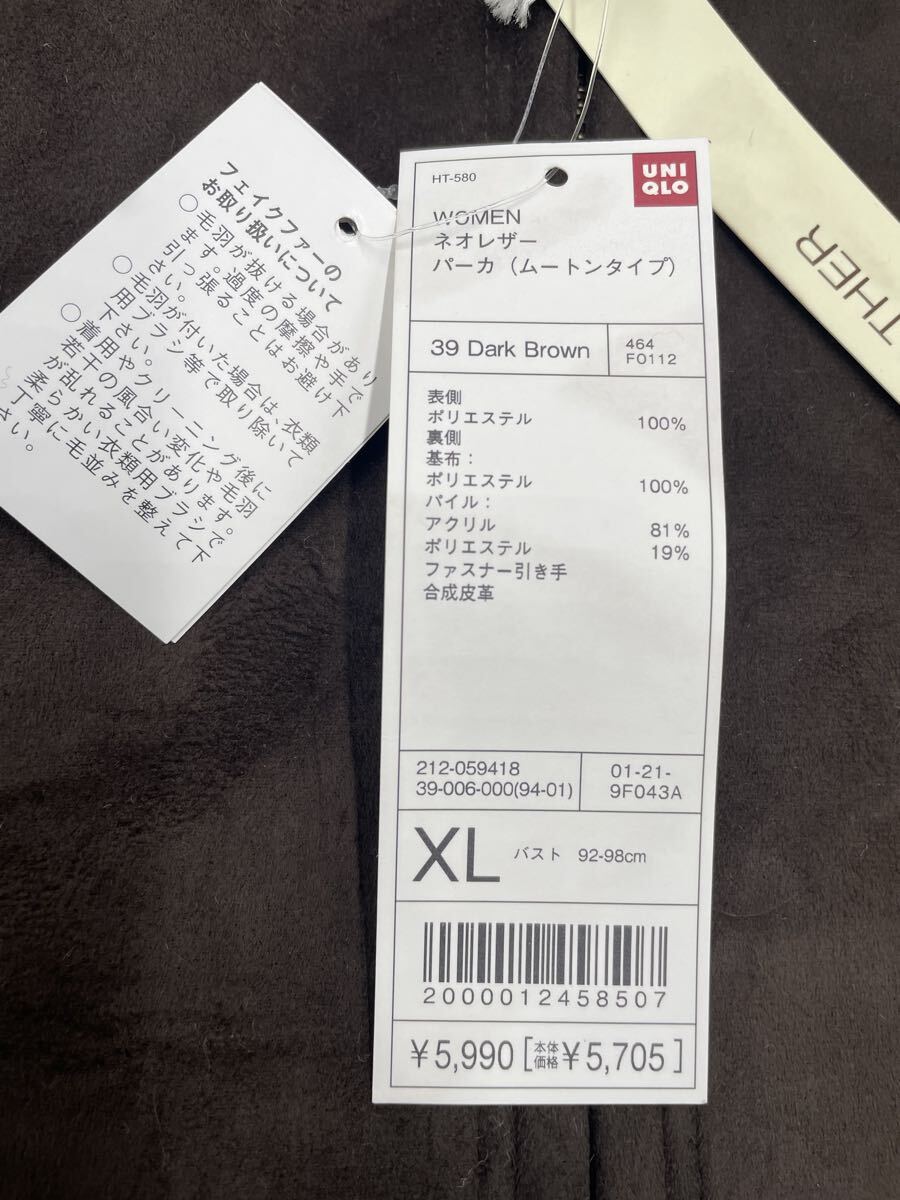 フェイクファーの
お取り扱いについて
○毛羽が抜ける場合があり
ます。過度の摩擦や手で
引っ張ることはお避け下
さい。
○毛羽が付いた場合は、衣類
用ブラシ等で取り除いて
下さい。
○着用やクリーニング後に
若干の風合い変化や毛羽
が乱れることがあります。
柔らかい衣類用ブラシで
丁寧に毛並みを整えて下
さい。
THER
HT-580
UNI
QLO
WOMEN
ネオレザー
パーカ（ムートンタイプ）
39 Dark Brown
464
F0112
表側
ポリエステル 100%
裏側
基布：
ポリエステル 100%
パイル：
アクリル 81%
ポリエステル 19%
ファスナー引き手
合成皮革
212-059418
39-006-000(94-01)
01-21-
9F043A
XL バスト 92-98cm
2000012458507
¥5,990[本体価格¥5,705]